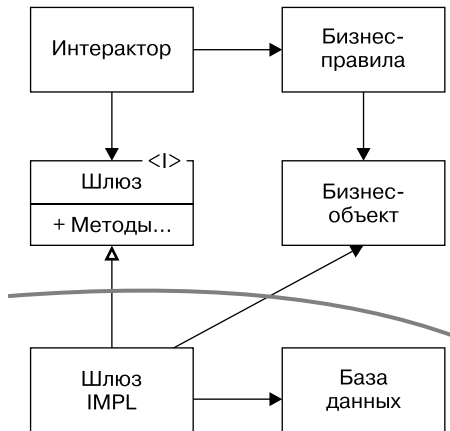 Интерактор
Бизнес-
правила
<I>
Шлюз
+ Методы...
Бизнес-
объект
Шлюз
IMPL
База
данных